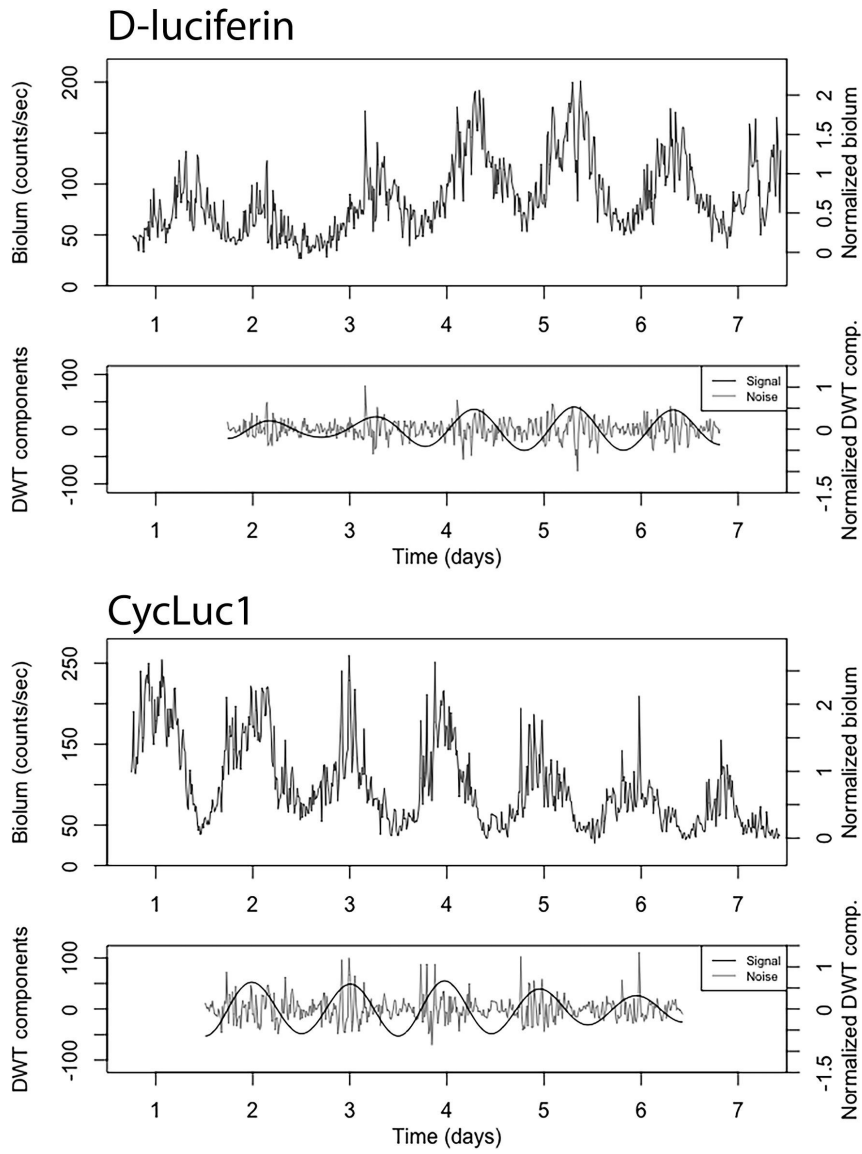 D-luciferin
Biolum (counts/sec)
200
100
50
0
Normalized biolum
2
1.5
1
0.5
0
1 2 3 4 5 6 7
DWT components
100
0
-100
Signal
Noise
Normalized DWT comp.
1
0
-1.5
1 2 3 4 5 6 7
Time (days)
CycLuc1
Biolum (counts/sec)
250
150
50
0
Normalized biolum
2
1
0
1 2 3 4 5 6 7
DWT components
100
0
-100
Signal
Noise
Normalized DWT comp.
1
0
-1.5
1 2 3 4 5 6 7
Time (days)